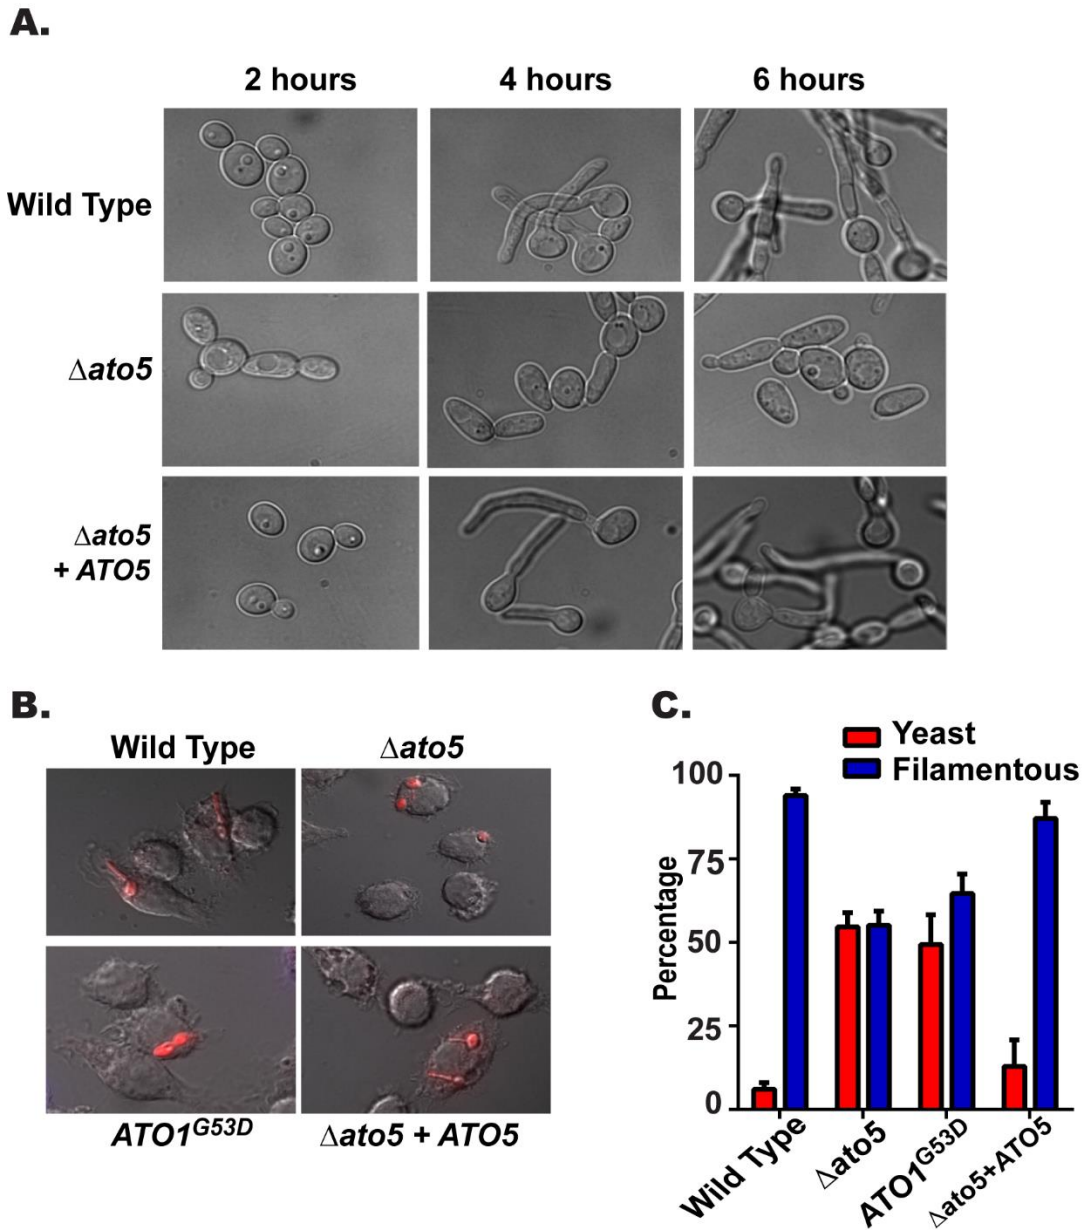 A.
2 hours
4 hours
6 hours
Wild Type
Δato5
Δato5
+ ATO5
B.
Wild Type
Δato5
ATO1G53D
Δato5 + ATO5
C.
Yeast
Filamentous
Percentage
100
75
50
25
0
Wild Type
Δato5
ATO1G53D
Δato5+ATO5